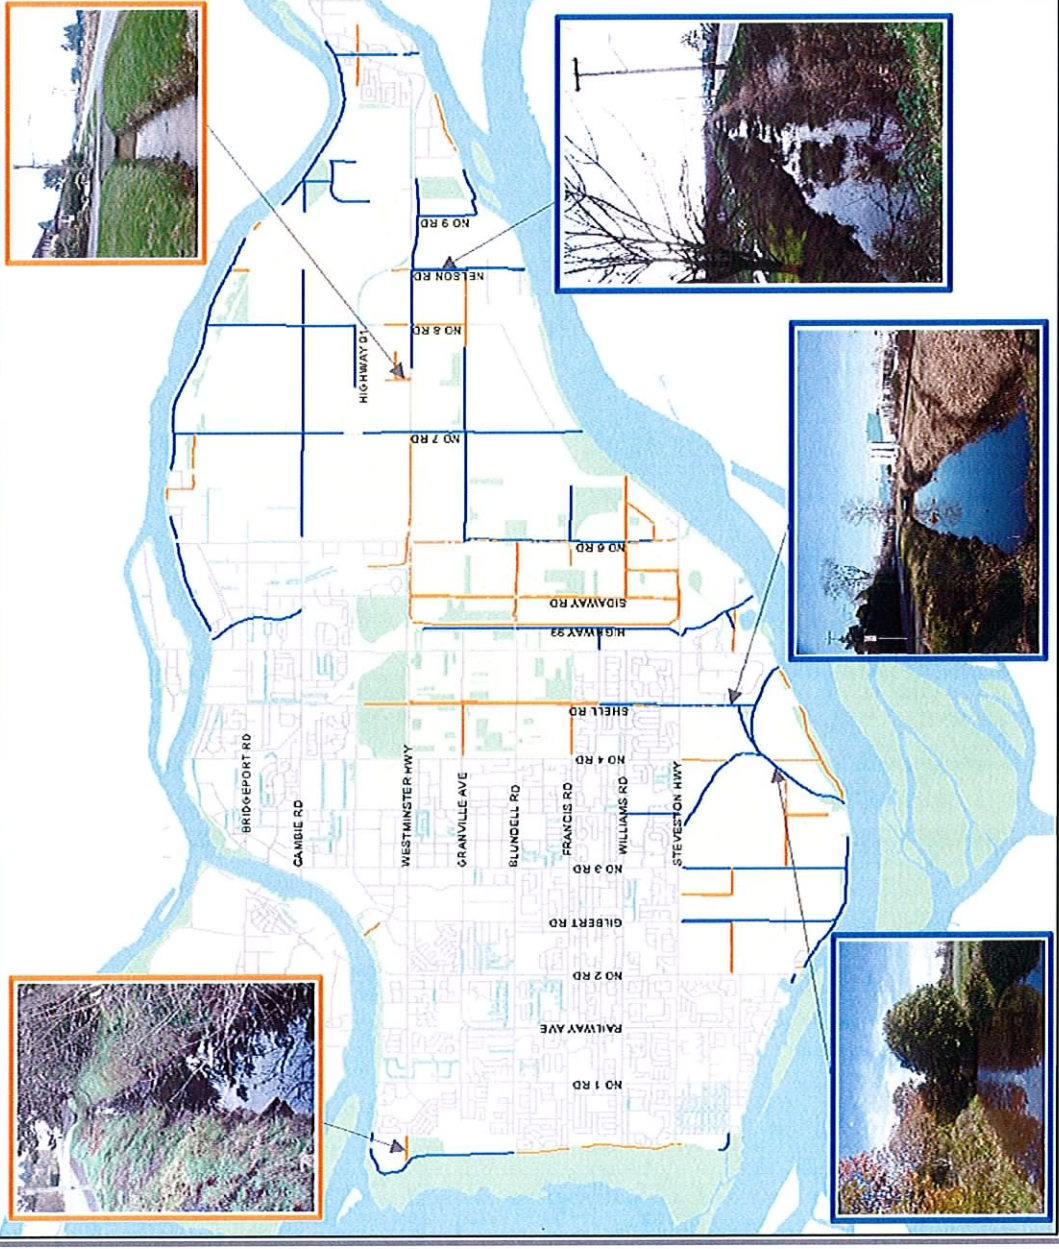 NO 9 RD
NELSON RD
NO 8 RD
HIGHWAY 91
NO 7 RD
NO 6 RD
SIDAWAY RD
HIGHWAY 99
SHELL RD
NO 4 RD
BRIDGEPORT RD
CAMBIE RD
WESTMINSTER HWY
GRANVILLE AVE
BLUNDELL RD
FRANCIS RD
WILLIAMS RD
STEVESTON HWY
NO 3 RD
GILBERT RD
NO 2 RD
RAILWAY AVE
NO 1 RD